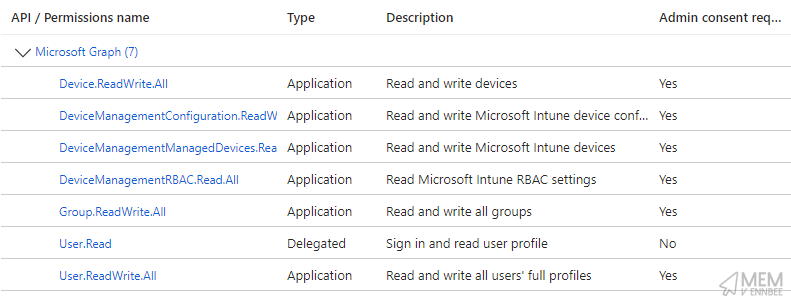 API / Permissions name Type Description Admin consent req...
Microsoft Graph (7)
Device.ReadWrite.All Application Read and write devices Yes
DeviceManagementConfiguration.ReadW Application Read and write Microsoft Intune device conf... Yes
DeviceManagementManagedDevices.Rea Application Read and write Microsoft Intune devices Yes
DeviceManagementRBAC.Read.All Application Read Microsoft Intune RBAC settings Yes
Group.ReadWrite.All Application Read and write all groups Yes
User.Read Delegated Sign in and read user profile No
User.ReadWrite.All Application Read and write all users' full profiles Yes
MEM
V ENNBEE